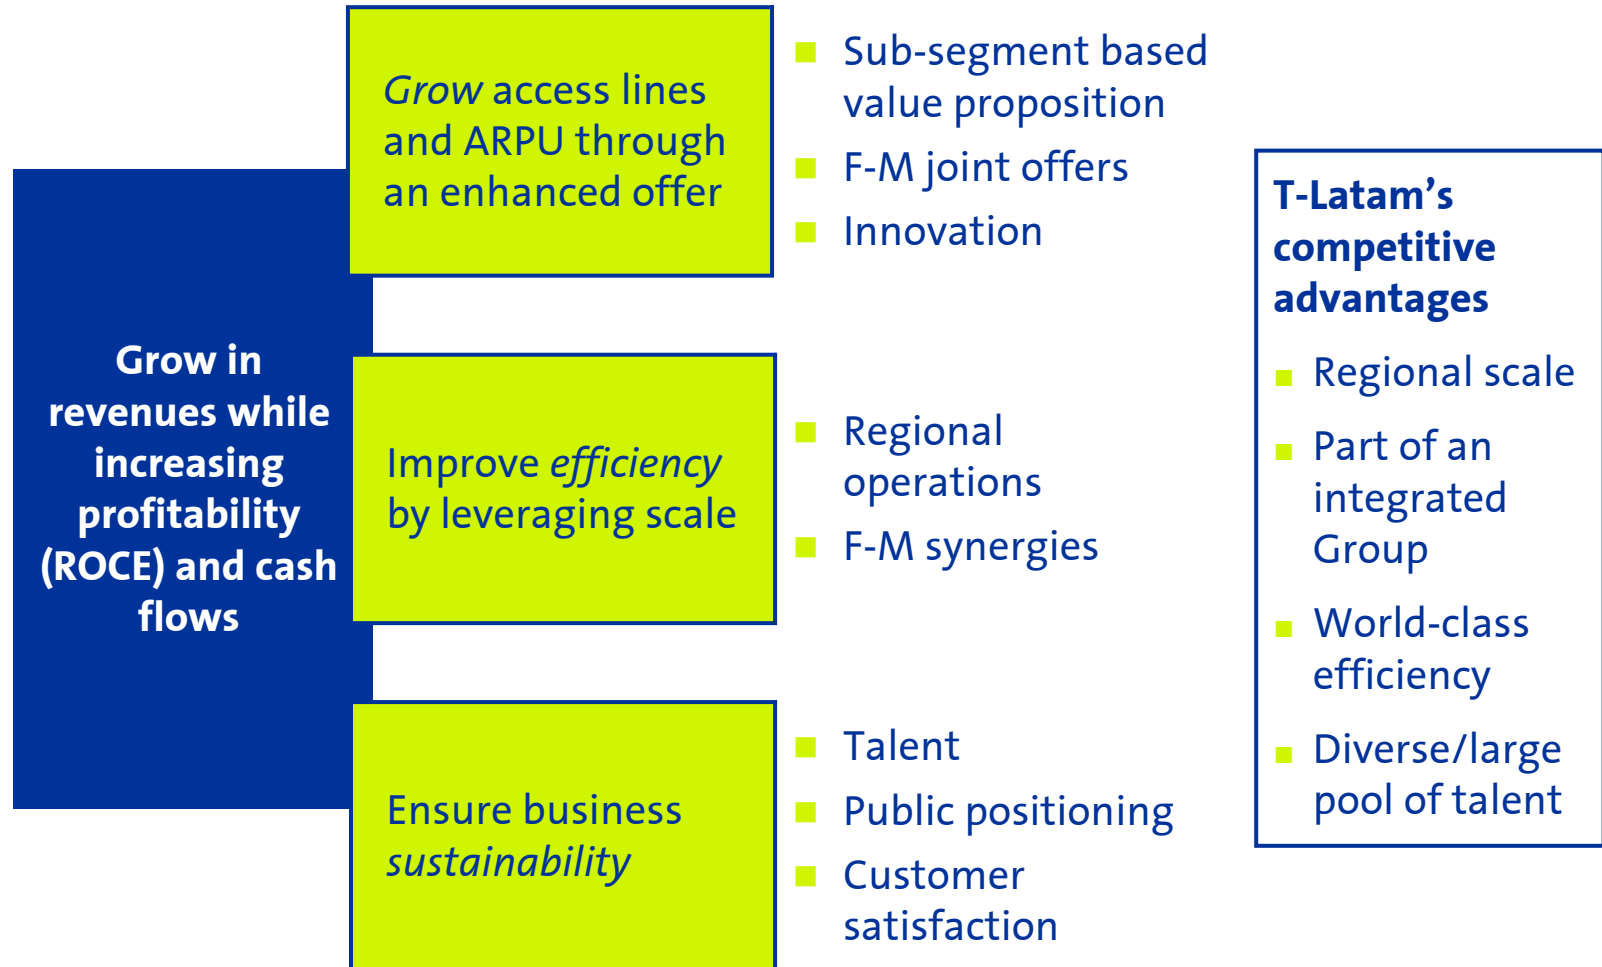 Grow in
revenues while
increasing
profitability
(ROCE) and cash
flows
Grow access lines
and ARPU through
an enhanced offer
Sub-segment based
value proposition
F-M joint offers
Innovation
Improve efficiency
by leveraging scale
Regional
operations
F-M synergies
Ensure business
sustainability
Talent
Public positioning
Customer
satisfaction
T-Latam’s
competitive
advantages
Regional scale
Part of an
integrated
Group
World-class
efficiency
Diverse/large
pool of talent